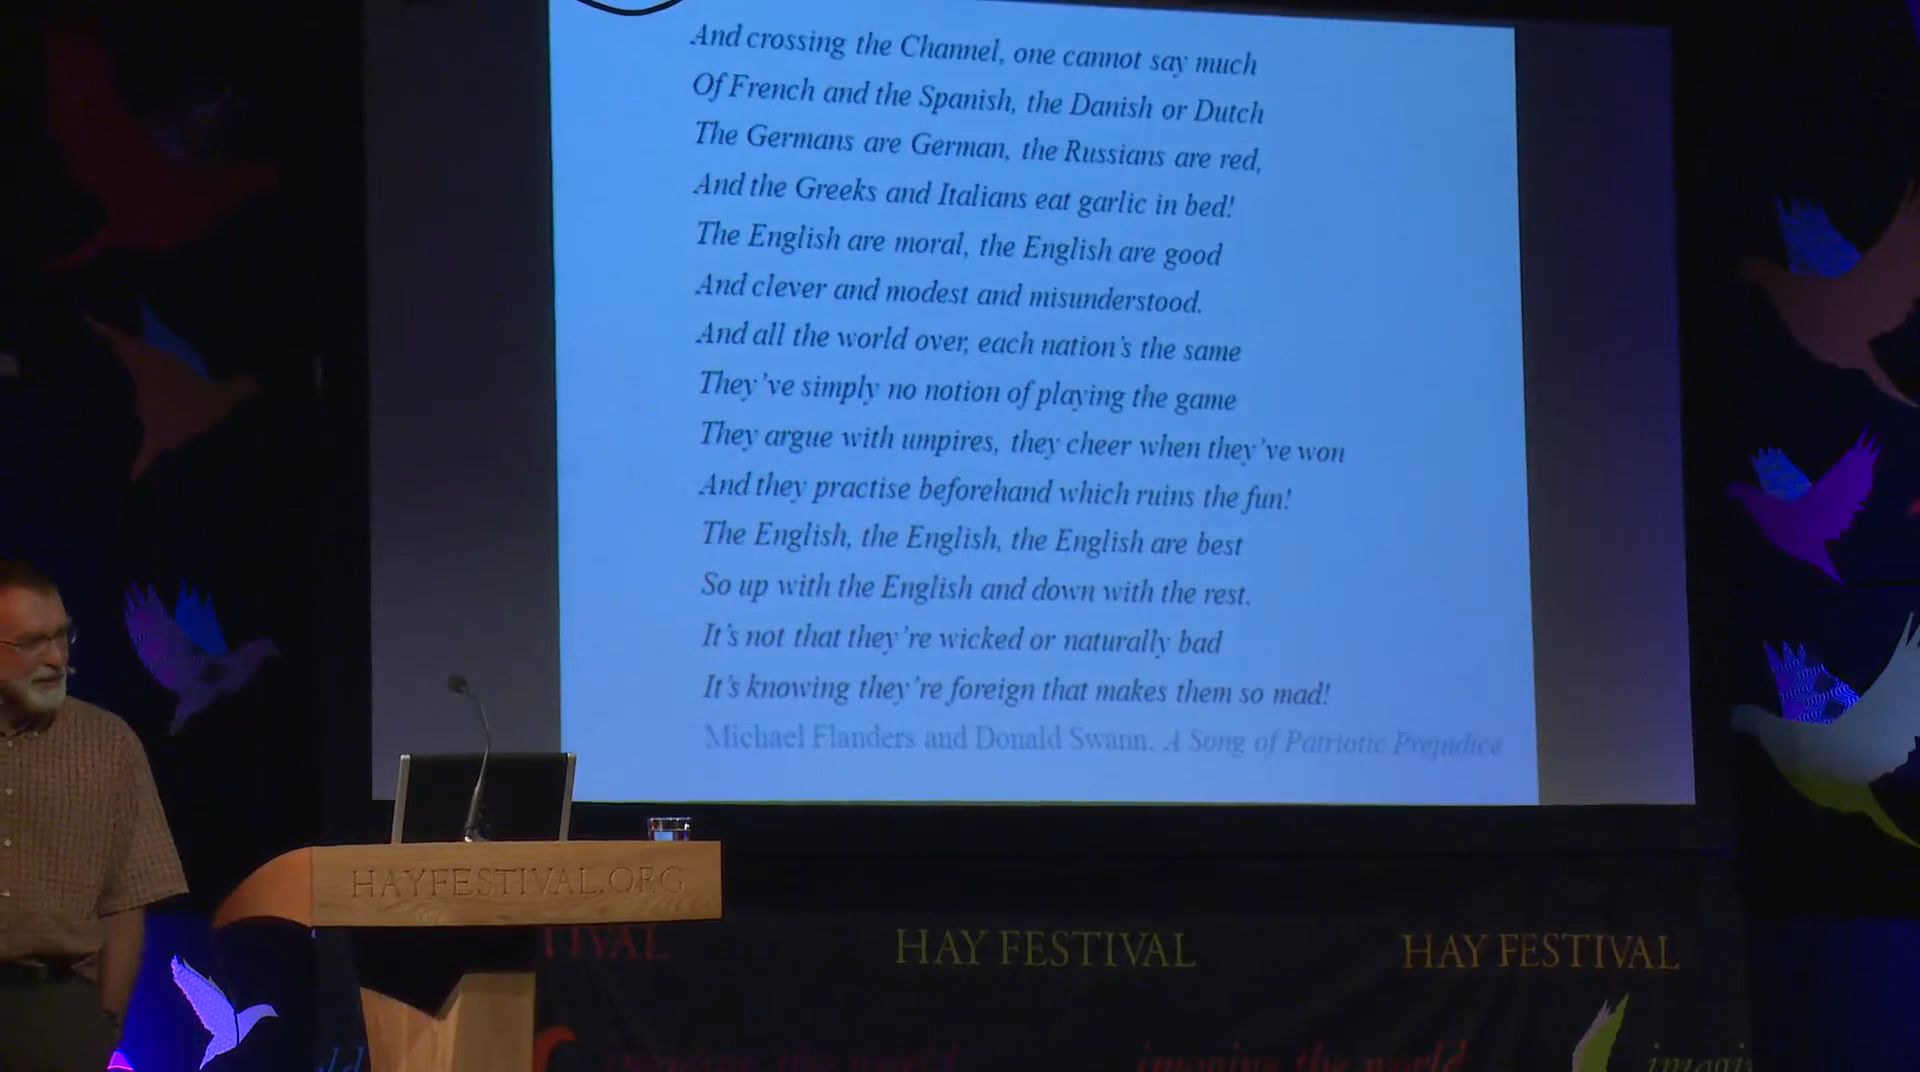 And crossing the Channel, one cannot say much
Of French and the Spanish, the Danish or Dutch
The Germans are German, the Russians are red,
And the Greeks and Italians eat garlic in bed!
The English are moral, the English are good
And clever and modest and misunderstood.
And all the world over, each nation's the same
They've simply no notion of playing the game
They argue with umpires, they cheer when they've won
And they practise beforehand which ruins the fun!
The English, the English, the English are best
So up with the English and down with the rest.
It's not that they're wicked or naturally bad
It's knowing they're foreign that makes them so mad!
Michael Flanders and Donald Swann. A Song of Patriotic Prejudice
HAYFESTIVAL.ORG
TIVAL
HAY FESTIVAL
HAY FESTIVAL
the world
imagine the world